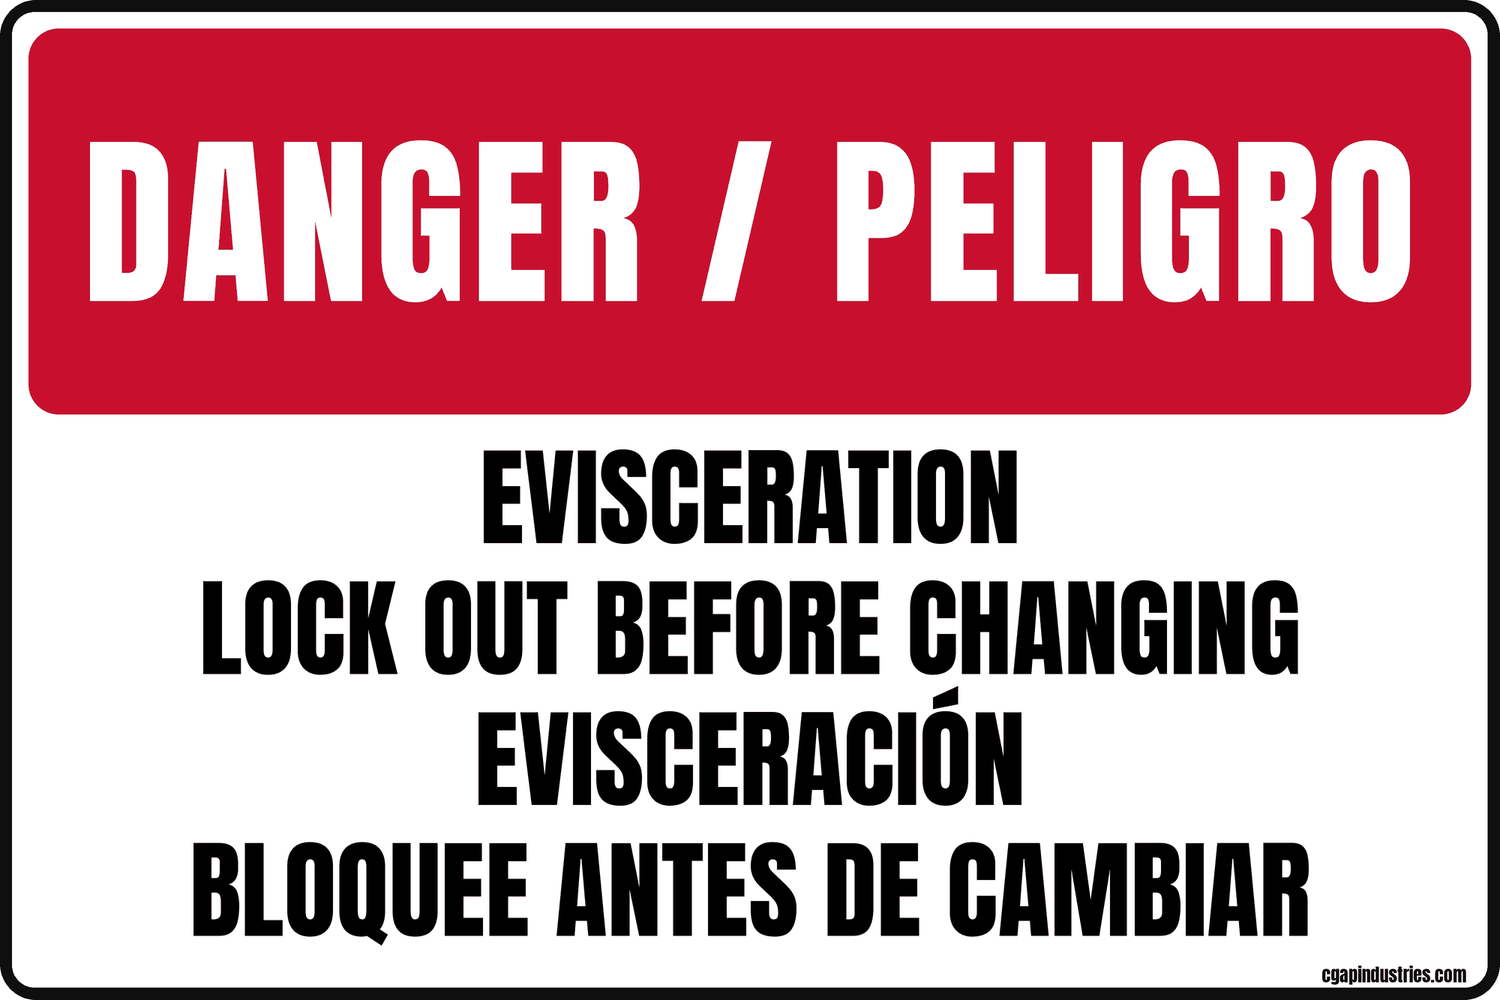 DANGER / PELIGRO
EVISCERATION
LOCK OUT BEFORE CHANGING
EVISCERACIÓN
BLOQUEE ANTES DE CAMBIAR
cgapindustries.com